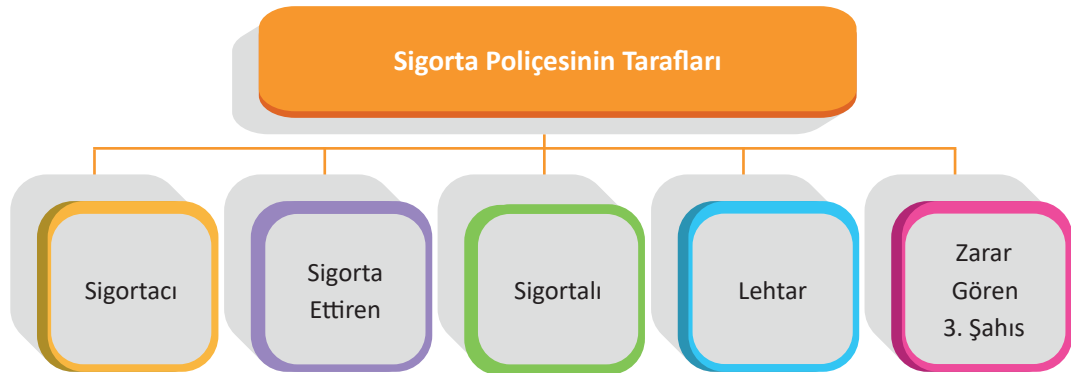 Sigorta Poliçesinin Tarafları
Sigortacı
Sigorta
Ettiren
Sigortalı
Lehtar
Zarar
Gören
3. Şahıs